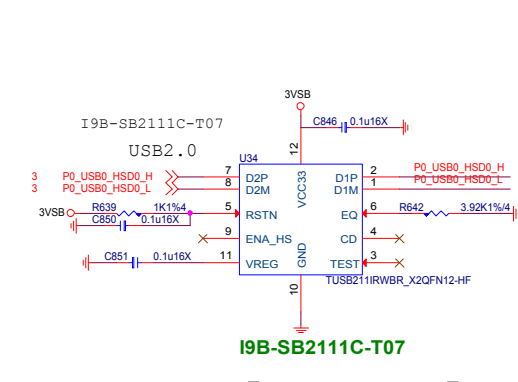 3VSB
C846 0.1u16X
I9B-SB2111C-T07
USB2.0
12
U34
VCC33
3 P0_USB0_HSD0_H 7 D2P D1P 2 P0_USB0_HSD0_H
3 P0_USB0_HSD0_L 8 D2M D1M 1 P0_USB0_HSD0_L
3VSB R639 1K1%4 5 RSTN EQ 6 R642 3.92K1%/4
C850 0.1u16X
9 ENA_HS CD 4
C851 0.1u16X 11 VREG TEST 3
GND
10
TUSB211IRWBR_X2QFN12-HF
I9B-SB2111C-T07